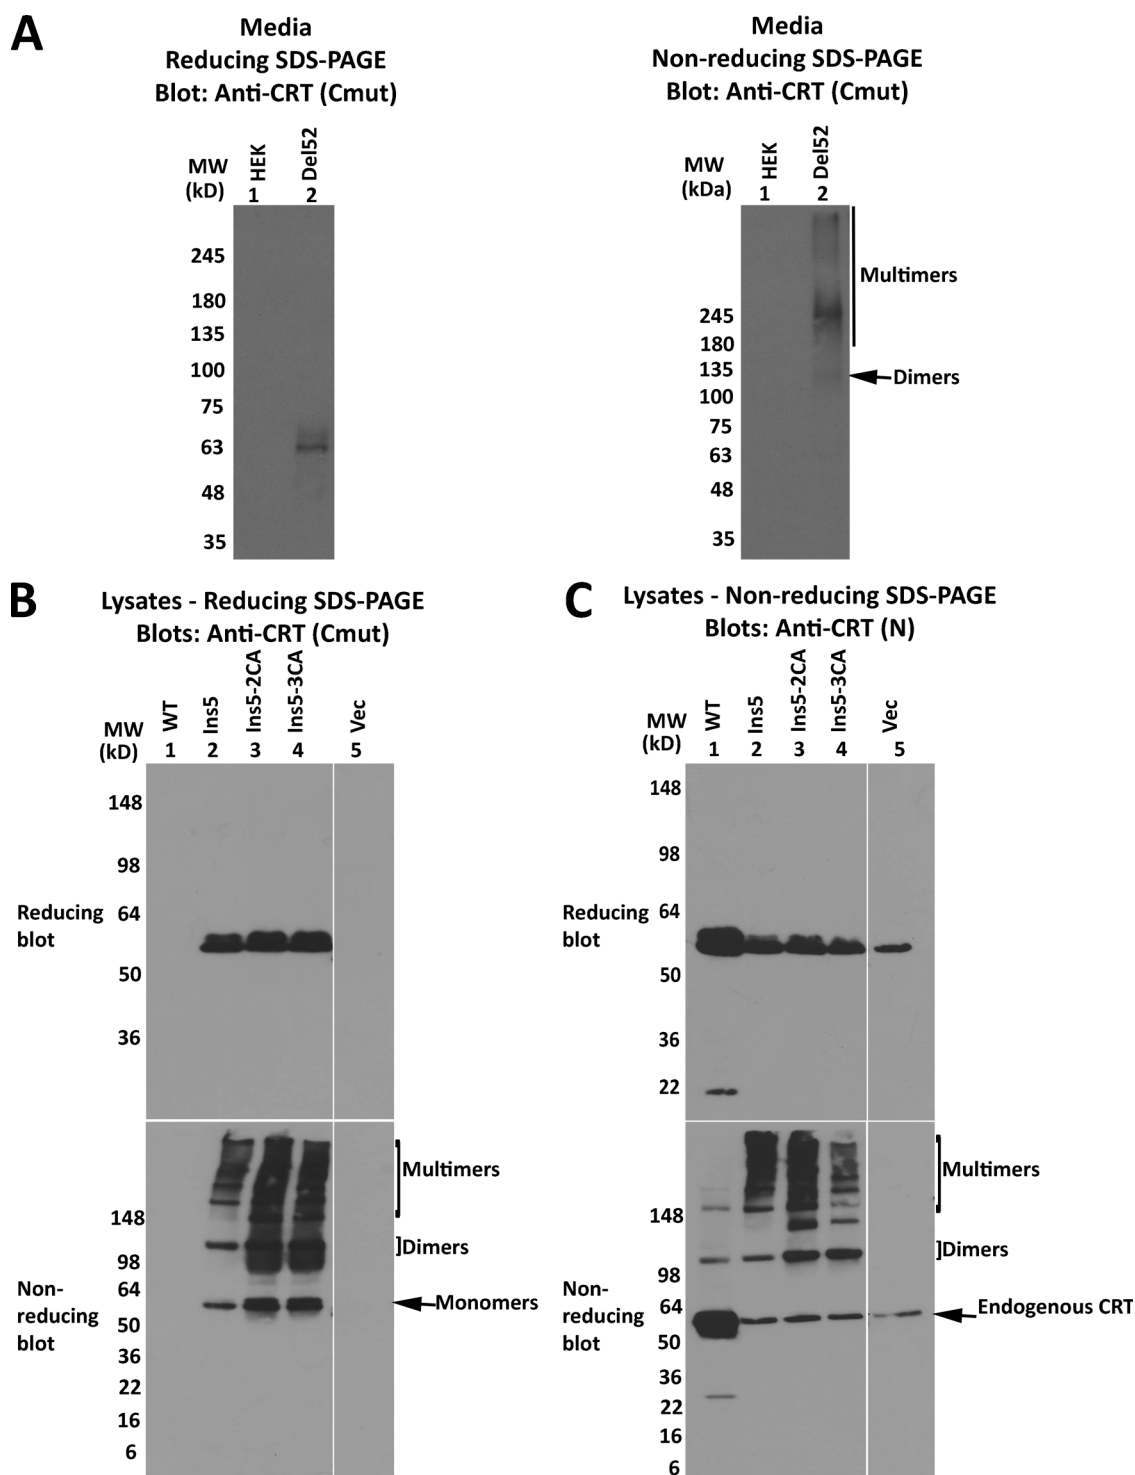 A
Media
Reducing SDS-PAGE
Blot: Anti-CRT (Cmut)
MW
(kD)
HEK
Del52
1 2
245
180
135
100
75
63
48
35
Media
Non-reducing SDS-PAGE
Blot: Anti-CRT (Cmut)
MW
(kDa)
HEK
Del52
1 2
245
180
135
100
75
63
48
35
Multimers
Dimers
B
Lysates - Reducing SDS-PAGE
Blots: Anti-CRT (Cmut)
MW
(kD)
WT
Ins5
Ins5-2CA
Ins5-3CA
Vec
1 2 3 4 5
148
98
64
50
36
Reducing
blot
148
98
64
50
36
22
16
6
Non-
reducing
blot
Multimers
Dimers
Monomers
C
Lysates - Non-reducing SDS-PAGE
Blots: Anti-CRT (N)
MW
(kD)
WT
Ins5
Ins5-2CA
Ins5-3CA
Vec
1 2 3 4 5
148
98
64
50
36
22
Reducing
blot
148
98
64
50
36
22
16
6
Non-
reducing
blot
Multimers
Dimers
Endogenous CRT